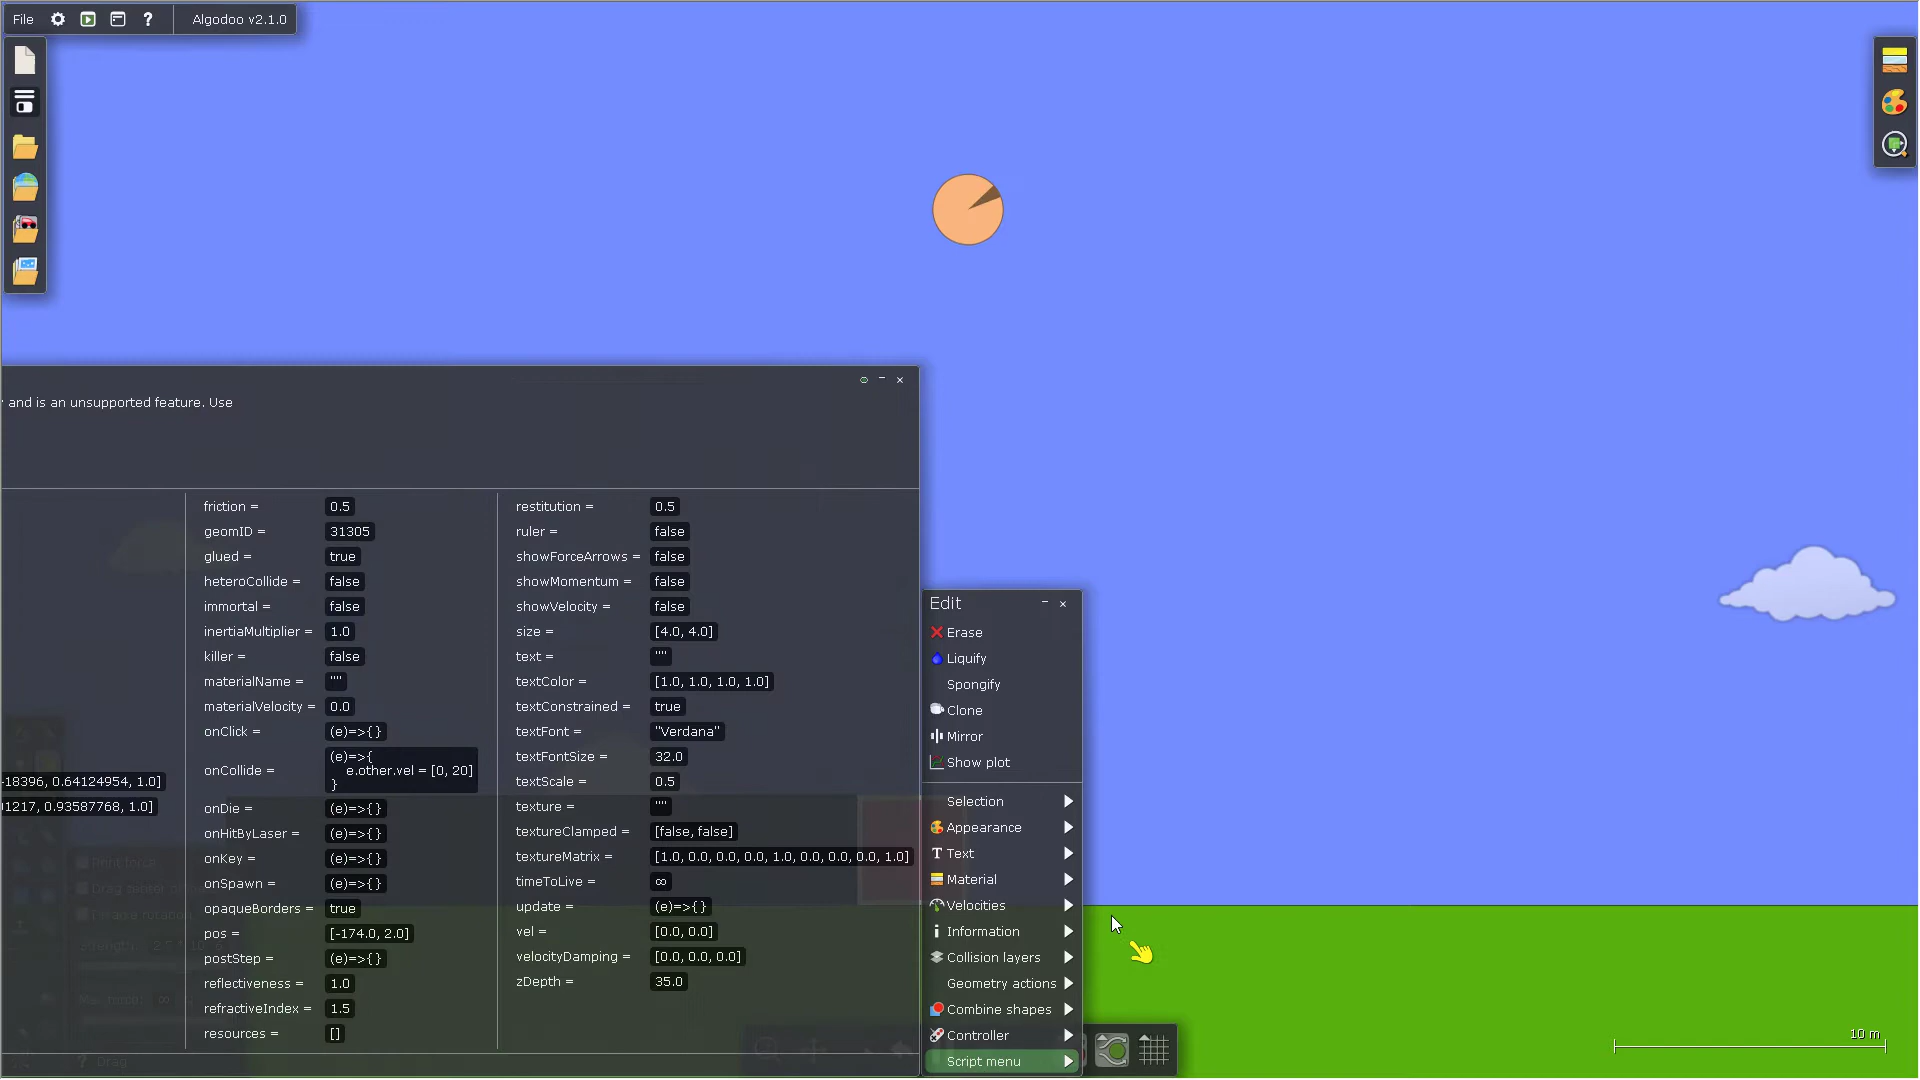 File
Algodoo v2.1.0
and is an unsupported feature. Use
friction = 0.5
geomID = 31305
glued = true
heteroCollide = false
immortal = false
inertiaMultiplier = 1.0
killer = false
materialName = ""
materialVelocity = 0.0
onClick = (e)=>{}
onCollide = (e)=>{
e.other.vel = [0, 20]
}
onDie = (e)=>{}
onHitByLaser = (e)=>{}
onKey = (e)=>{}
onSpawn = (e)=>{}
opaqueBorders = true
pos = [-174.0, 2.0]
postStep = (e)=>{}
reflectiveness = 1.0
refractiveIndex = 1.5
resources = []
18396, 0.64124954, 1.0]
1217, 0.93587768, 1.0]
restitution = 0.5
ruler = false
showForceArrows = false
showMomentum = false
showVelocity = false
size = [4.0, 4.0]
text = ""
textColor = [1.0, 1.0, 1.0, 1.0]
textConstrained = true
textFont = "Verdana"
textFontSize = 32.0
textScale = 0.5
texture = ""
textureClamped = [false, false]
textureMatrix = [1.0, 0.0, 0.0, 0.0, 1.0, 0.0, 0.0, 0.0, 1.0]
timeToLive = ∞
update = (e)=>{}
vel = [0.0, 0.0]
velocityDamping = [0.0, 0.0, 0.0]
zDepth = 35.0
Edit
Erase
Liquify
Spongify
Clone
Mirror
Show plot
Selection
Appearance
Text
Material
Velocities
Information
Collision layers
Geometry actions
Combine shapes
Controller
Script menu
? Drag
10 m